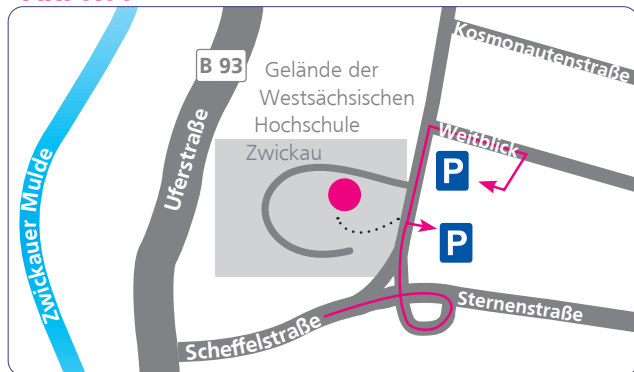 Kosmonautenstraße
B 93
Gelände der
Westsächsischen
Hochschule
Zwickau
Weitblick
P
P
Uferstraße
Zwickauer Mulde
Sternenstraße
Scheffelstraße